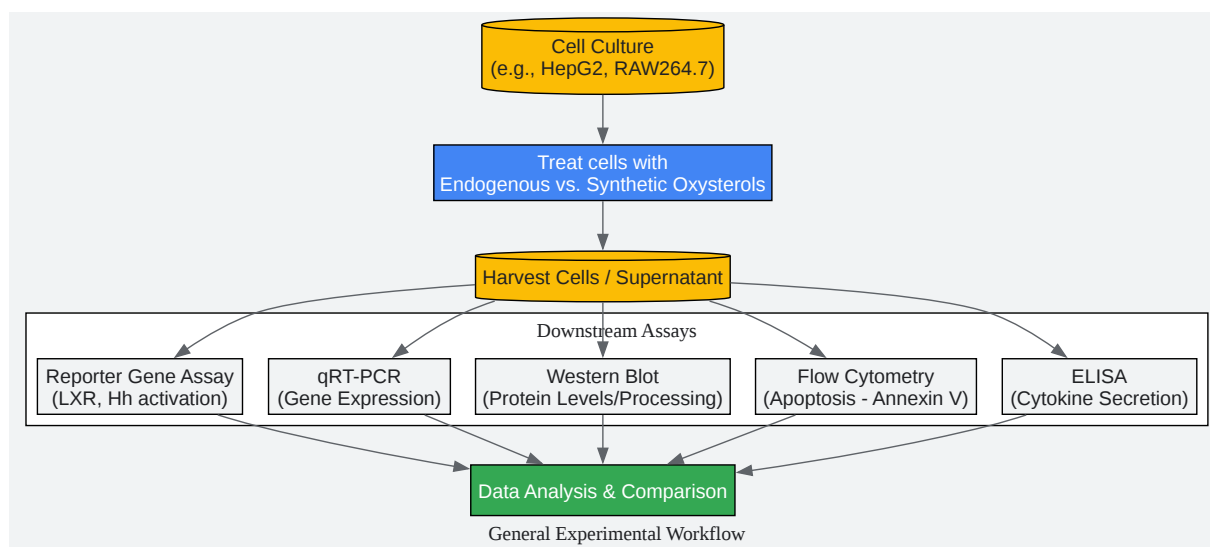 Cell Culture
(e.g., HepG2, RAW264.7)
Treat cells with
Endogenous vs. Synthetic Oxysterols
Harvest Cells / Supernatant
Downstream Assays
Reporter Gene Assay
(LXR, Hh activation)
qRT-PCR
(Gene Expression)
Western Blot
(Protein Levels/Processing)
Flow Cytometry
(Apoptosis - Annexin V)
ELISA
(Cytokine Secretion)
Data Analysis & Comparison
General Experimental Workflow